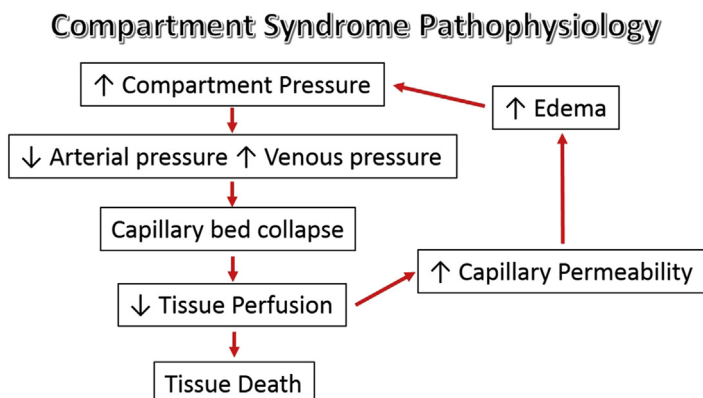 Compartment Syndrome Pathophysiology
↑ Compartment Pressure
↑ Edema
↓ Arterial pressure ↑ Venous pressure
Capillary bed collapse
↑ Capillary Permeability
↓ Tissue Perfusion
Tissue Death